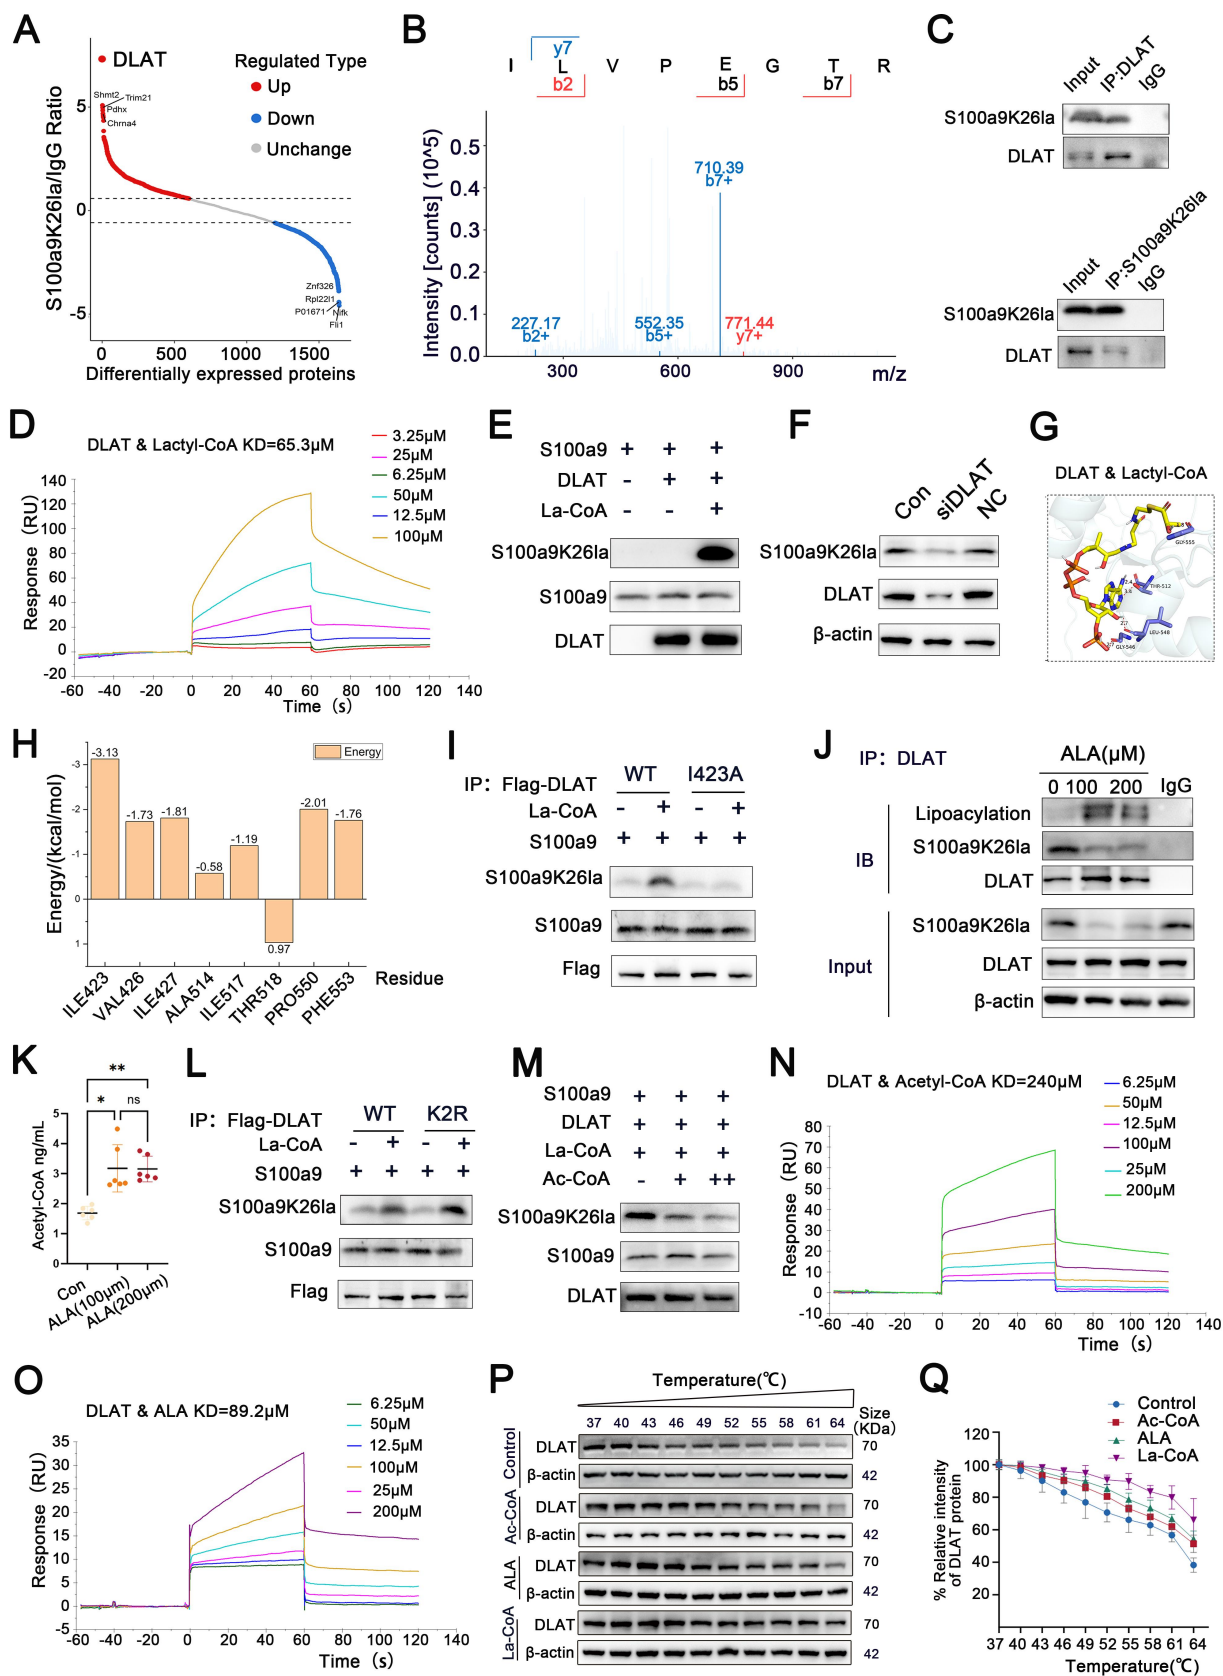 A
DLAT
Regulated Type
Up
Down
Unchange
Shmt2
Trim21
Pdhx
Chrna4
Znf326
Rpl22l1
P01671
Nifk
Fli1
S100a9K26la/IgG Ratio
5
0
-5
0 500 1000 1500
Differentially expressed proteins
B
y7
I L V P E G T R
b2 b5 b7
Intensity [counts] (10^5)
0.5
0.4
0.3
0.2
0.1
0.0
710.39
b7+
227.17
b2+
552.35
b5+
771.44
y7+
300 600 900 m/z
C
Input IP:DLAT IgG
S100a9K26la
DLAT
Input IP:S100a9K26la IgG
S100a9K26la
DLAT
D
DLAT & Lactyl-CoA KD=65.3μM
3.25μM
25μM
6.25μM
50μM
12.5μM
100μM
Response (RU)
140
120
100
80
60
40
20
0
-20
-60 -40 -20 0 20 40 60 80 100 120 140
Time (s)
E
S100a9 + + +
DLAT - + +
La-CoA - - +
S100a9K26la
S100a9
DLAT
F
Con siDLAT NC
S100a9K26la
DLAT
β-actin
G
DLAT & Lactyl-CoA
GLY-555
THR-512
LEU-548
GLY-546
H
Energy
Energy/(kcal/mol)
-3
-2
-1
0
1
-3.13
-1.73
-1.81
-0.58
-1.19
0.97
-2.01
-1.76
ILE423 VAL426 ILE427 ALA514 ILE517 THR518 PRO550 PHE553
Residue
I
IP: Flag-DLAT WT I423A
La-CoA - + - +
S100a9 + + + +
S100a9K26la
S100a9
Flag
J
IP: DLAT
ALA(μM)
0 100 200 IgG
IB
Lipoacylation
S100a9K26la
DLAT
Input
S100a9K26la
DLAT
β-actin
K
**
* ns
Acetyl-CoA ng/mL
5
4
3
2
1
0
Con
ALA(100μm)
ALA(200μm)
L
IP: Flag-DLAT WT K2R
La-CoA - + - +
S100a9 + + + +
S100a9K26la
S100a9
Flag
M
S100a9 + + +
DLAT + + +
La-CoA + + +
Ac-CoA - + ++
S100a9K26la
S100a9
DLAT
N
DLAT & Acetyl-CoA KD=240μM
6.25μM
50μM
12.5μM
100μM
25μM
200μM
Response (RU)
80
70
60
50
40
30
20
10
0
-10
-60 -40 -20 0 20 40 60 80 100 120 140
Time (s)
O
DLAT & ALA KD=89.2μM
6.25μM
50μM
12.5μM
100μM
25μM
200μM
Response (RU)
35
30
25
20
15
10
5
0
-5
-60 -40 -20 0 20 40 60 80 100 120 140
Time (s)
P
Temperature(℃)
37 40 43 46 49 52 55 58 61 64
Size (KDa)
Control
DLAT 70
β-actin 42
Ac-CoA
DLAT 70
β-actin 42
ALA
DLAT 70
β-actin 42
La-CoA
DLAT 70
β-actin 42
Q
Control
Ac-CoA
ALA
La-CoA
% Relative intensity of DLAT protein
120
100
80
60
40
20
37 40 43 46 49 52 55 58 61 64
Temperature(℃)